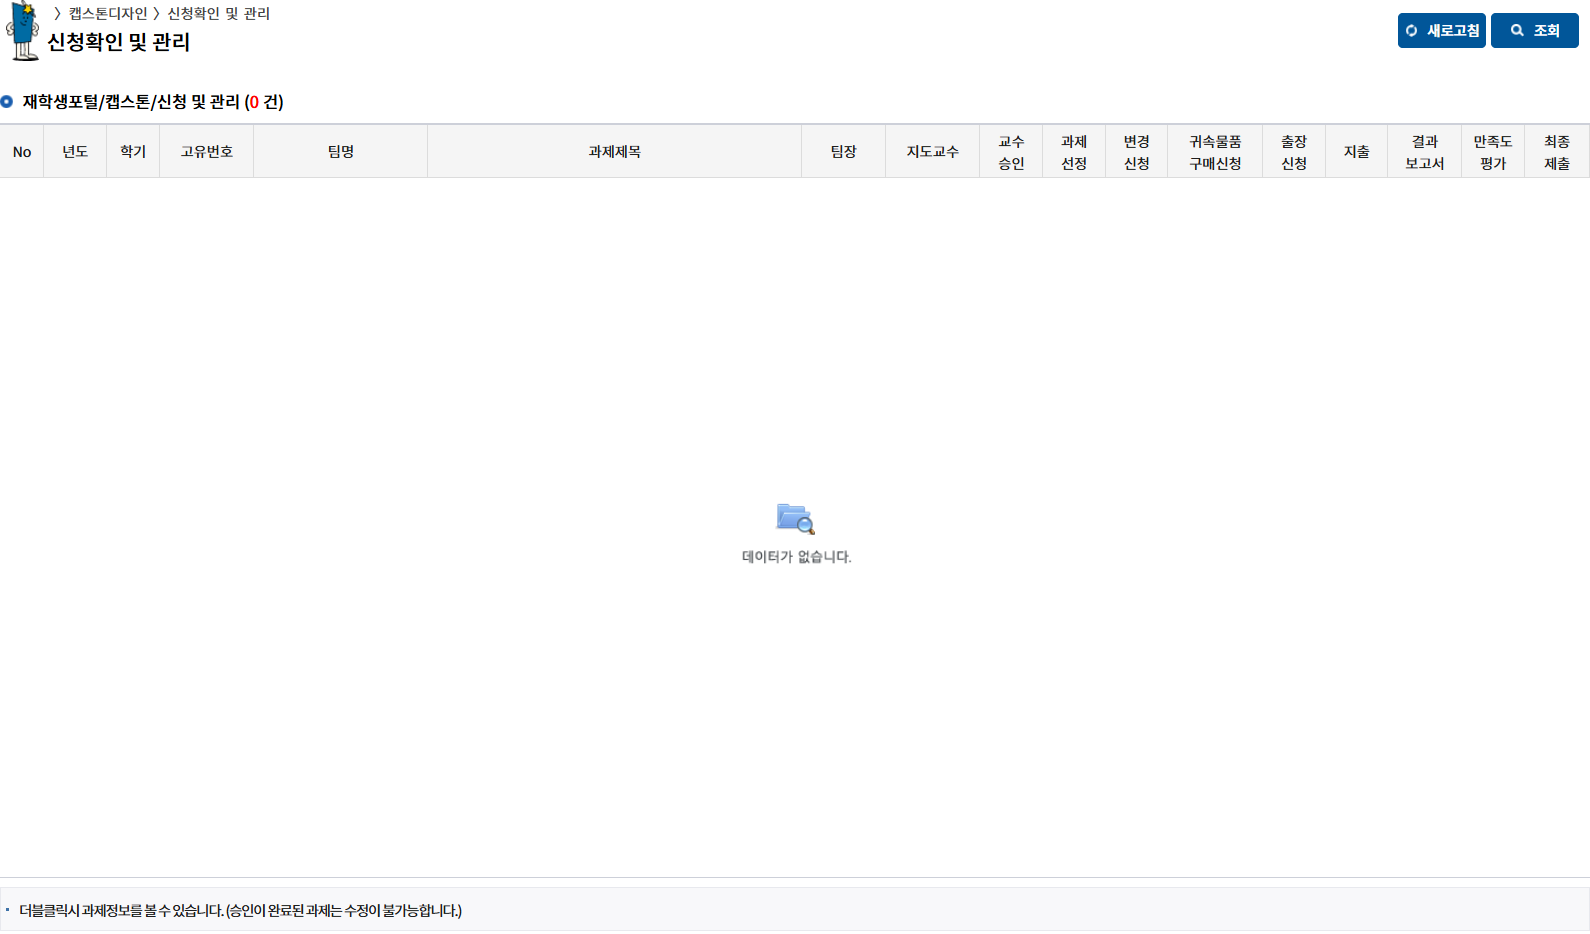 〉 캡스톤디자인 〉 신청확인 및 관리
신청확인 및 관리
새로고침
조회
재학생포털/캡스톤/신청 및 관리 (0 건)
No
년도
학기
고유번호
팀명
과제제목
팀장
지도교수
교수
승인
과제
선정
변경
신청
귀속물품
구매신청
출장
신청
지출
결과
보고서
만족도
평가
최종
제출
데이터가 없습니다.
더블클릭시 과제정보를 볼 수 있습니다. (승인이 완료된 과제는 수정이 불가능합니다.)